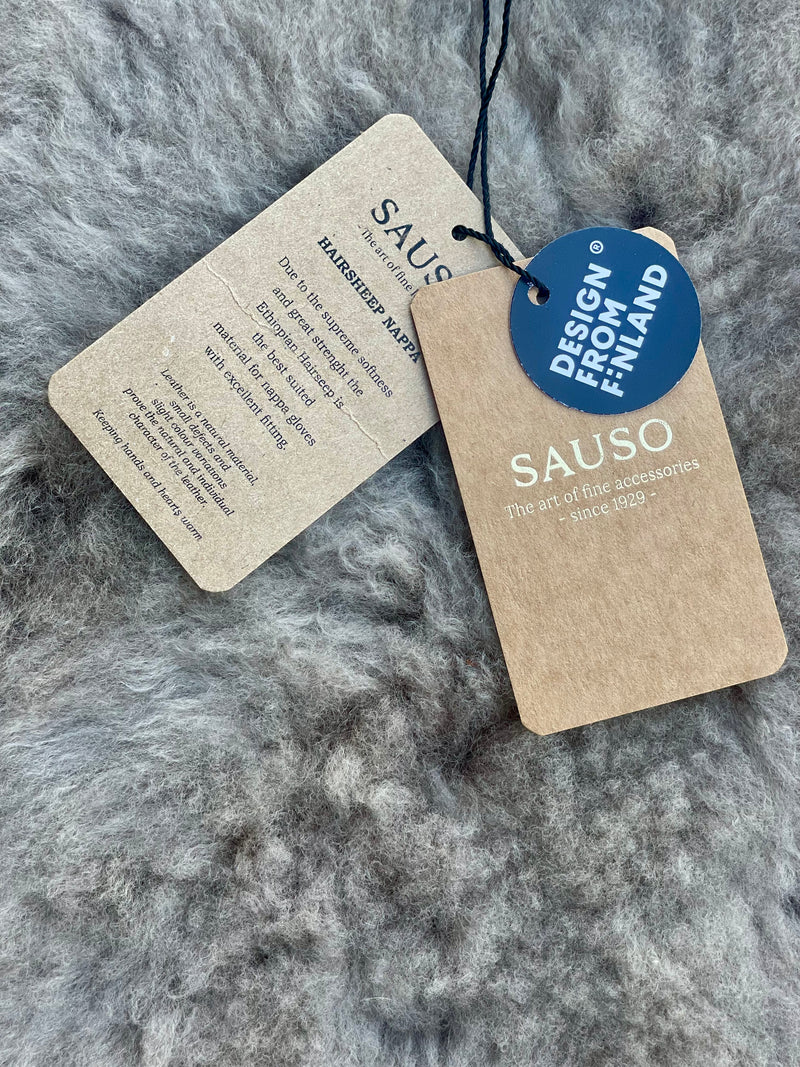 SAUSO
- The art of fine
HAIRSHEEP NAPPA
Due to the supreme softness
and great strenght the
Ethiopian Hairseep is
the best suited
material for nappa gloves
with excellent fitting.
Leather is a natural material,
small defects and
slight colour variations
prove the natural and individual
character of the leather.
Keeping hands and hearts warm
DESIGN ®
FROM
FINLAND
SAUSO
The art of fine accessories
- since 1929 -